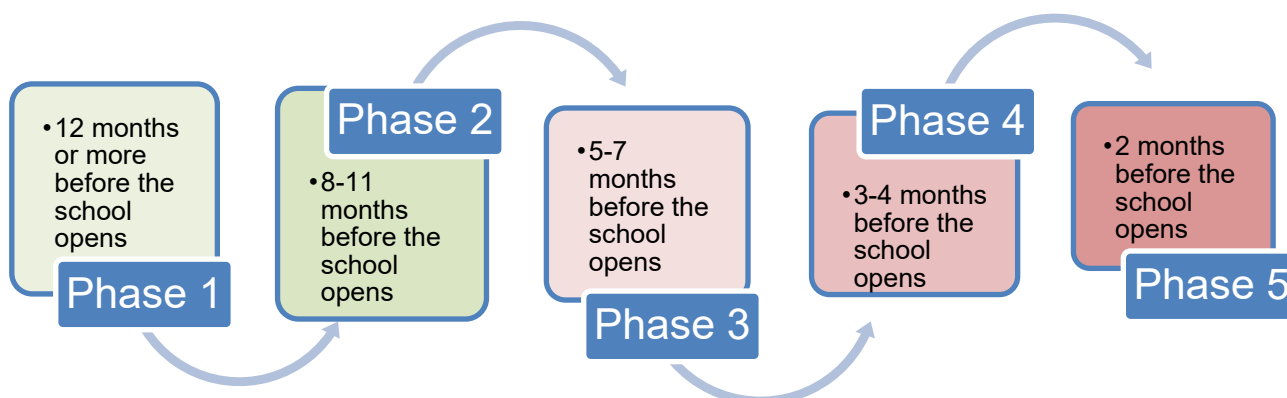 •12 months
or more
before the
school
opens
Phase 1
Phase 2
•8-11
months
before the
school
opens
•5-7
months
before the
school
opens
Phase 3
Phase 4
•3-4 months
before the
school
opens
•2 months
before the
school
opens
Phase 5